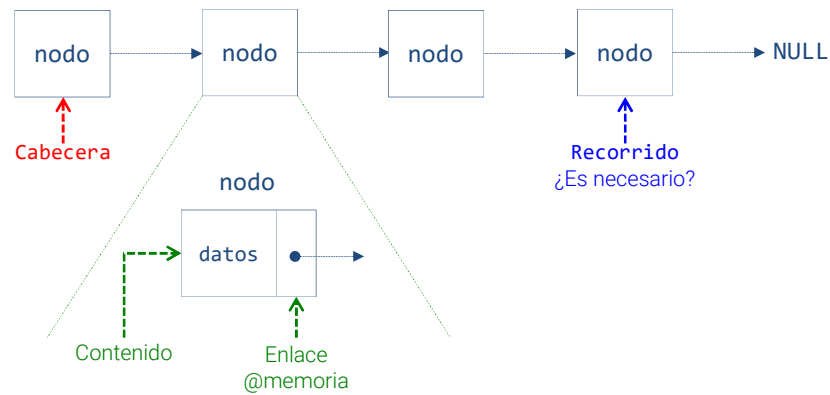 nodo
nodo
nodo
nodo
NULL
Cabecera
Recorrido
¿Es necesario?
nodo
datos
Contenido
Enlace
@memoria